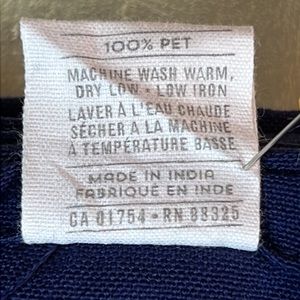 100% PET
MACHINE WASH WARM,
DRY LOW • LOW IRON
LAVER À L'EAU CHAUDE
SÉCHER À LA MACHINE
À TEMPÉRATURE BASSE
MADE IN INDIA
FABRIQUÉ EN INDE
CA 01754 • RN 88325